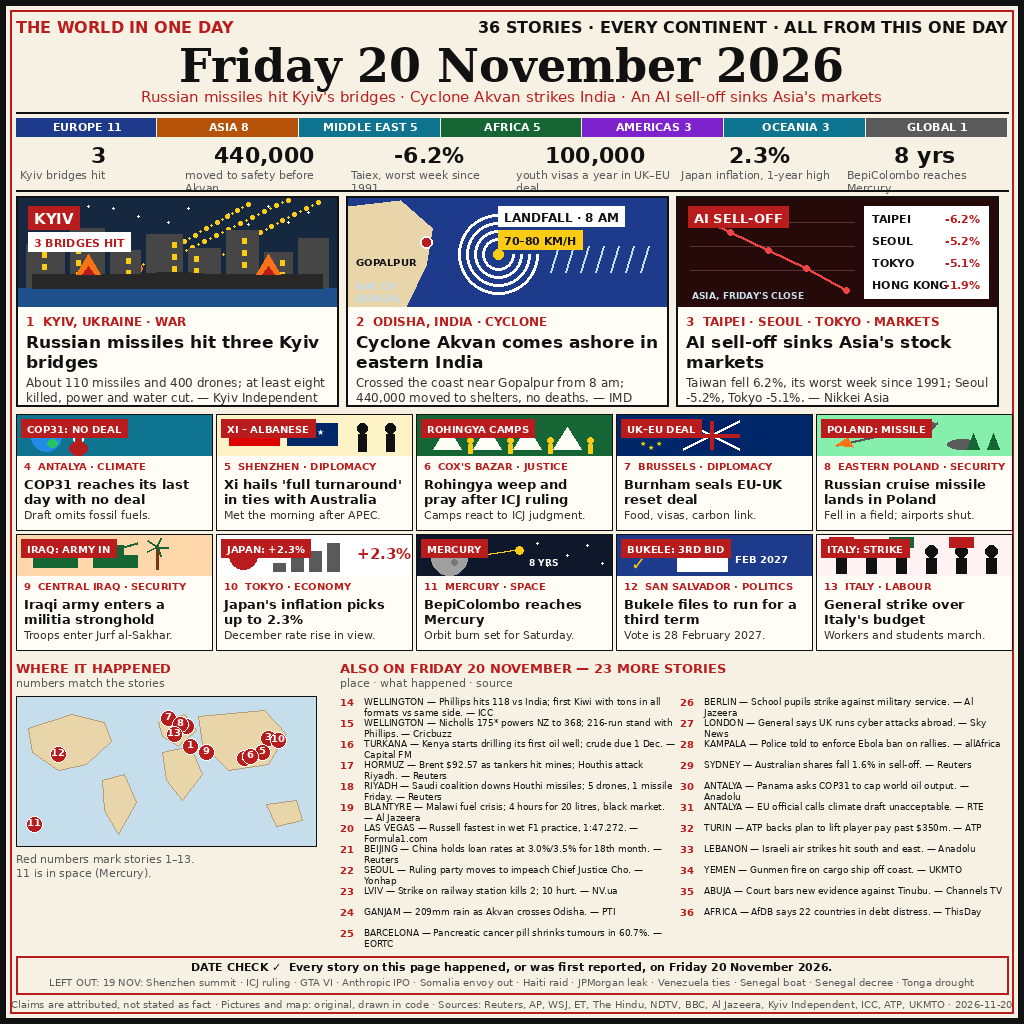 THE WORLD IN ONE DAY
36 STORIES · EVERY CONTINENT · ALL FROM THIS ONE DAY
Friday 20 November 2026
Russian missiles hit Kyiv's bridges · Cyclone Akvan strikes India · An AI sell-off sinks Asia's markets
EUROPE 11
ASIA 8
MIDDLE EAST 5
AFRICA 5
AMERICAS 3
OCEANIA 3
GLOBAL 1
3
Kyiv bridges hit
440,000
moved to safety before
Akvan
-6.2%
Taiex, worst week since
1991
100,000
youth visas a year in UK–EU
deal
2.3%
Japan inflation, 1-year high
8 yrs
BepiColombo reaches
Mercury
KYIV
3 BRIDGES HIT
1 KYIV, UKRAINE · WAR
Russian missiles hit three Kyiv
bridges
About 110 missiles and 400 drones; at least eight
killed, power and water cut. — Kyiv Independent
LANDFALL · 8 AM
70–80 KM/H
GOPALPUR
2 ODISHA, INDIA · CYCLONE
Cyclone Akvan comes ashore in
eastern India
Crossed the coast near Gopalpur from 8 am;
440,000 moved to shelters, no deaths. — IMD
AI SELL-OFF
TAIPEI -6.2%
SEOUL -5.2%
TOKYO -5.1%
HONG KONG -1.9%
ASIA, FRIDAY'S CLOSE
3 TAIPEI · SEOUL · TOKYO · MARKETS
AI sell-off sinks Asia's stock
markets
Taiwan fell 6.2%, its worst week since 1991; Seoul
-5.2%, Tokyo -5.1%. — Nikkei Asia
COP31: NO DEAL
4 ANTALYA · CLIMATE
COP31 reaches its last
day with no deal
Draft omits fossil fuels.
XI – ALBANESE
5 SHENZHEN · DIPLOMACY
Xi hails 'full turnaround'
in ties with Australia
Met the morning after APEC.
ROHINGYA CAMPS
6 COX'S BAZAR · JUSTICE
Rohingya weep and
pray after ICJ ruling
Camps react to ICJ judgment.
UK–EU DEAL
7 BRUSSELS · DIPLOMACY
Burnham seals EU-UK
reset deal
Food, visas, carbon link.
POLAND: MISSILE
8 EASTERN POLAND · SECURITY
Russian cruise missile
lands in Poland
Fell in a field; airports shut.
IRAQ: ARMY IN
9 CENTRAL IRAQ · SECURITY
Iraqi army enters a
militia stronghold
Troops enter Jurf al-Sakhar.
JAPAN: +2.3%
+2.3%
10 TOKYO · ECONOMY
Japan's inflation picks
up to 2.3%
December rate rise in view.
MERCURY
8 YRS
11 MERCURY · SPACE
BepiColombo reaches
Mercury
Orbit burn set for Saturday.
BUKELE: 3RD BID
✓
FEB 2027
12 SAN SALVADOR · POLITICS
Bukele files to run for a
third term
Vote is 28 February 2027.
ITALY: STRIKE
13 ITALY · LABOUR
General strike over
Italy's budget
Workers and students march.
WHERE IT HAPPENED
numbers match the stories
7
8
13
1
9
6
5
3
10
12
11
Red numbers mark stories 1–13.
11 is in space (Mercury).
ALSO ON FRIDAY 20 NOVEMBER — 23 MORE STORIES
place · what happened · source
14 WELLINGTON — Phillips hits 118 vs India; first Kiwi with tons in all
formats vs same side. — ICC
15 WELLINGTON — Nicholls 175* powers NZ to 368; 216-run stand with
Phillips. — Cricbuzz
16 TURKANA — Kenya starts drilling its first oil well; crude due 1 Dec. —
Capital FM
17 HORMUZ — Brent $92.57 as tankers hit mines; Houthis attack
Riyadh. — Reuters
18 RIYADH — Saudi coalition downs Houthi missiles; 5 drones, 1 missile
Friday. — Reuters
19 BLANTYRE — Malawi fuel crisis; 4 hours for 20 litres, black market.
— Al Jazeera
20 LAS VEGAS — Russell fastest in wet F1 practice, 1:47.272. —
Formula1.com
21 BEIJING — China holds loan rates at 3.0%/3.5% for 18th month. —
Reuters
22 SEOUL — Ruling party moves to impeach Chief Justice Cho. —
Yonhap
23 LVIV — Strike on railway station kills 2; 10 hurt. — NV.ua
24 GANJAM — 209mm rain as Akvan crosses Odisha. — PTI
25 BARCELONA — Pancreatic cancer pill shrinks tumours in 60.7%. —
EORTC
26 BERLIN — School pupils strike against military service. — Al
Jazeera
27 LONDON — General says UK runs cyber attacks abroad. — Sky
News
28 KAMPALA — Police told to enforce Ebola ban on rallies. — allAfrica
29 SYDNEY — Australian shares fall 1.6% in sell-off. — Reuters
30 ANTALYA — Panama asks COP31 to cap world oil output. —
Anadolu
31 ANTALYA — EU official calls climate draft unacceptable. — RTE
32 TURIN — ATP backs plan to lift player pay past $350m. — ATP
33 LEBANON — Israeli air strikes hit south and east. — Anadolu
34 YEMEN — Gunmen fire on cargo ship off coast. — UKMTO
35 ABUJA — Court bars new evidence against Tinubu. — Channels TV
36 AFRICA — AfDB says 22 countries in debt distress. — ThisDay
DATE CHECK ✓ Every story on this page happened, or was first reported, on Friday 20 November 2026.
LEFT OUT: 19 NOV: Shenzhen summit · ICJ ruling · GTA VI · Anthropic IPO · Somalia envoy out · Haiti raid · JPMorgan leak · Venezuela ties · Senegal boat · Senegal decree · Tonga drought
Claims are attributed, not stated as fact · Pictures and map: original, drawn in code · Sources: Reuters, AP, WSJ, ET, The Hindu, NDTV, BBC, Al Jazeera, Kyiv Independent, ICC, ATP, UKMTO · 2026-11-20